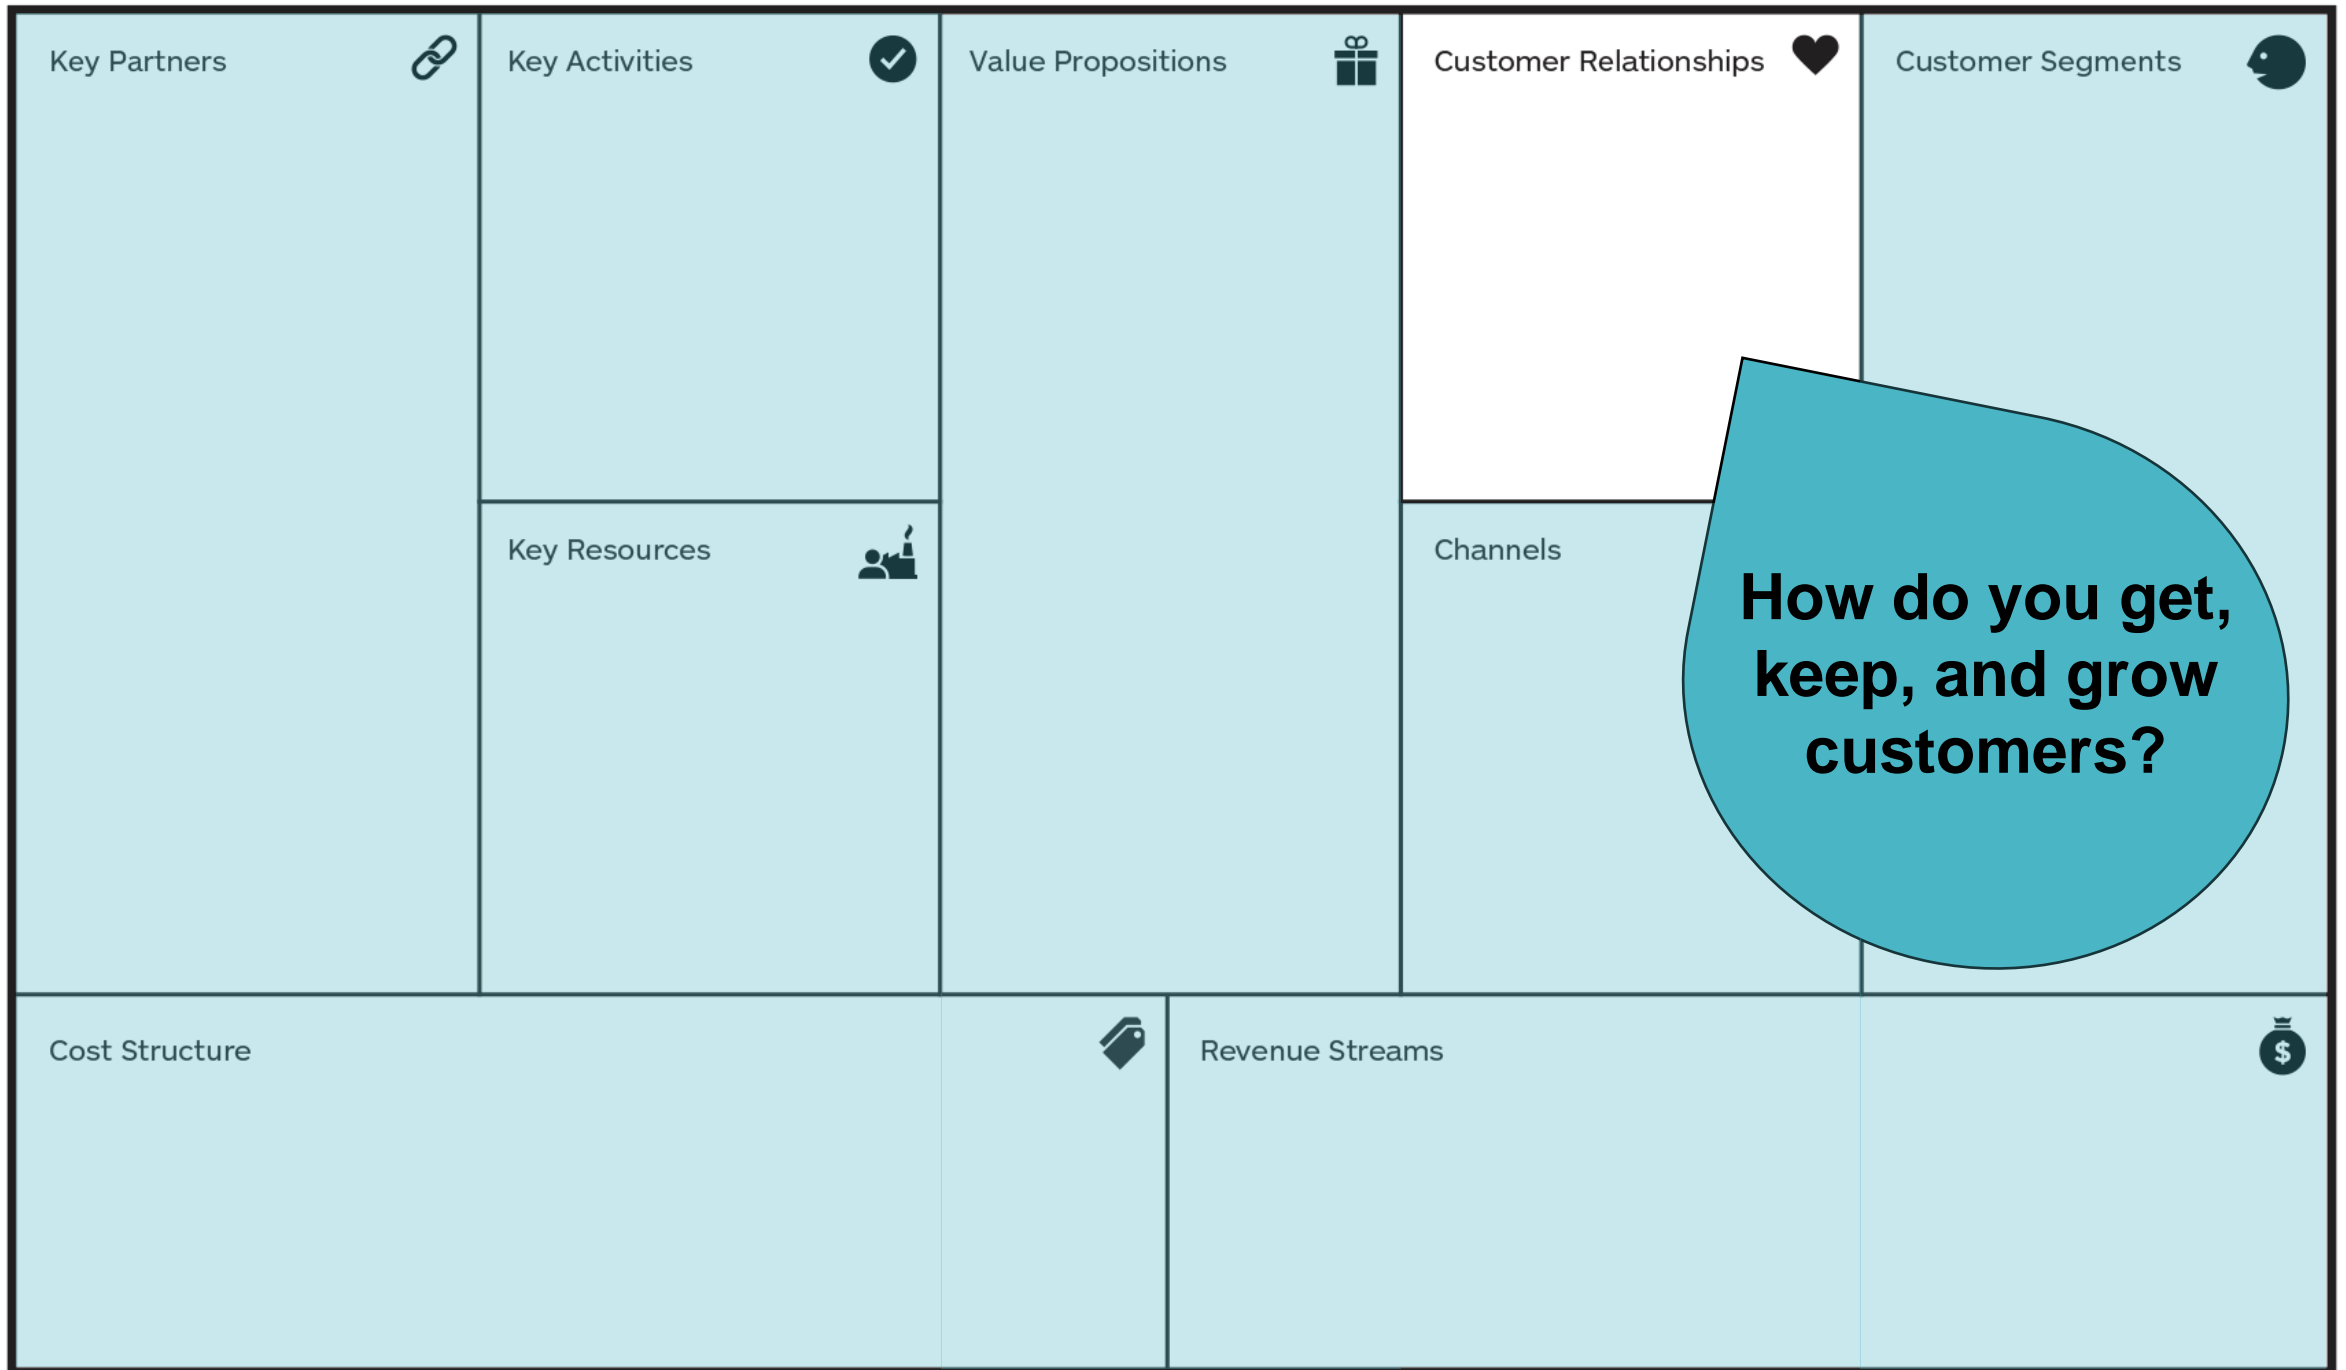 Key Partners
Key Activities
Value Propositions
Customer Relationships
Customer Segments
Key Resources
Channels
How do you get,
keep, and grow
customers?
Cost Structure
Revenue Streams
$